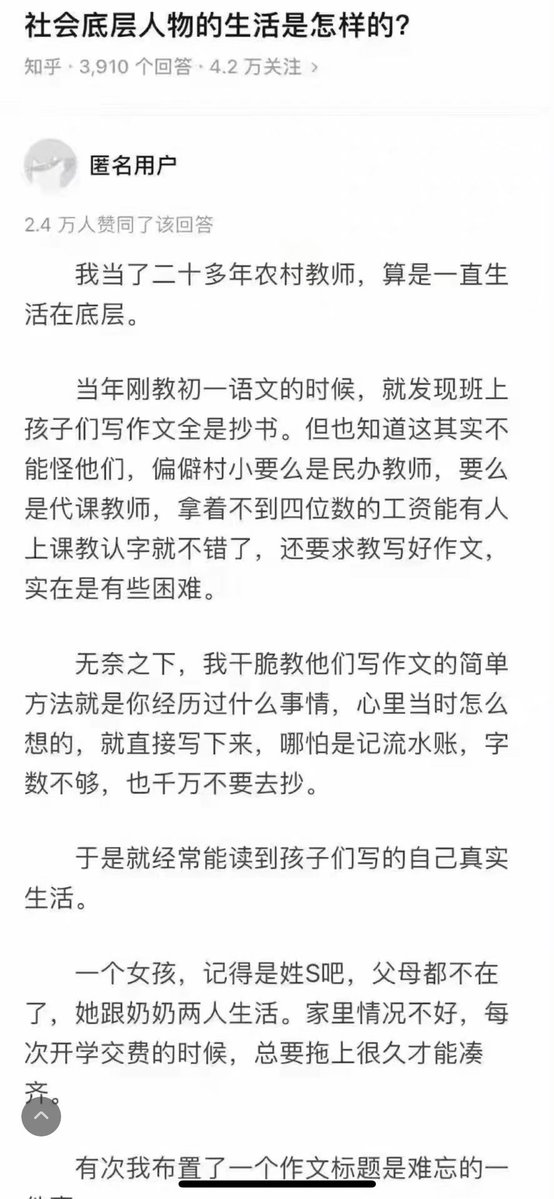 社会底层人物的生活是怎样的?
知乎 · 3,910 个回答 · 4.2 万关注 >
匿名用户
2.4 万人赞同了该回答
我当了二十多年农村教师，算是一直生
活在底层。
当年刚教初一语文的时候，就发现班上
孩子们写作文全是抄书。但也知道这其实不
能怪他们，偏僻村小要么是民办教师，要么
是代课教师，拿着不到四位数的工资能有人
上课教认字就不错了，还要求教写好作文，
实在是有些困难。
无奈之下，我干脆教他们写作文的简单
方法就是你经历过什么事情，心里当时怎么
想的，就直接写下来，哪怕是记流水账，字
数不够，也千万不要去抄。
于是就经常能读到孩子们写的自己真实
生活。
一个女孩，记得是姓S吧，父母都不在
了，她跟奶奶两人生活。家里情况不好，每
次开学交费的时候，总要拖上很久才能凑
齐。
有次我布置了一个作文标题是难忘的一